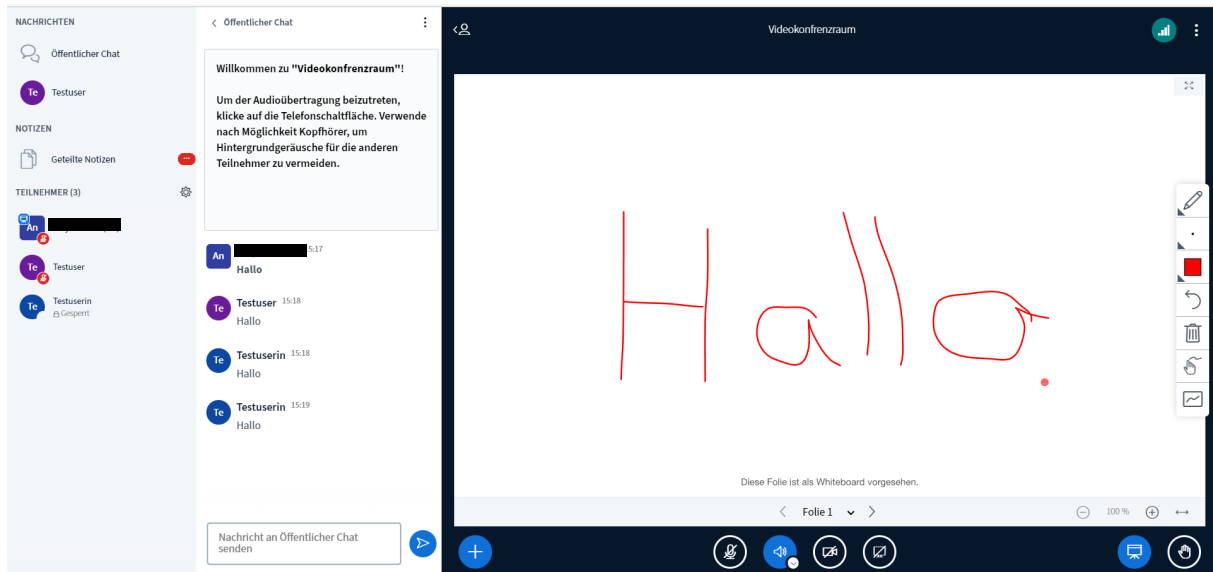 NACHRICHTEN
Öffentlicher Chat
Te Testuser
NOTIZEN
Geteilte Notizen
TEILNEHMER (3)
An
Te Testuser
Te Testuserin
Gesperrt
Öffentlicher Chat
Willkommen zu "Videokonfrenzraum"!
Um der Audioübertragung beizutreten,
klicke auf die Telefonschaltfläche. Verwende
nach Möglichkeit Kopfhörer, um
Hintergrundgeräusche für die anderen
Teilnehmer zu vermeiden.
An 5:17
Hallo
Te Testuser 15:18
Hallo
Te Testuserin 15:18
Hallo
Te Testuserin 15:19
Hallo
Nachricht an Öffentlicher Chat
senden
Videokonfrenzraum
Hallo
Diese Folie ist als Whiteboard vorgesehen.
Folie 1
100 %